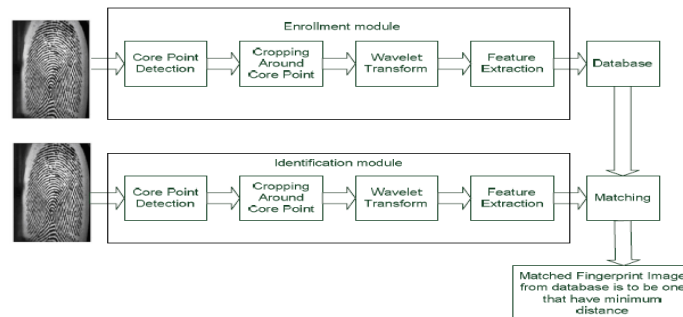 Enrollment module
Core Point
Detection
Cropping
Around
Core Point
Wavelet
Transform
Feature
Extraction
Database
Identification module
Core Point
Detection
Cropping
Around
Core Point
Wavelet
Transform
Feature
Extraction
Matching
Matched Fingerprint Image
from database is to be one
that have minimum
distance